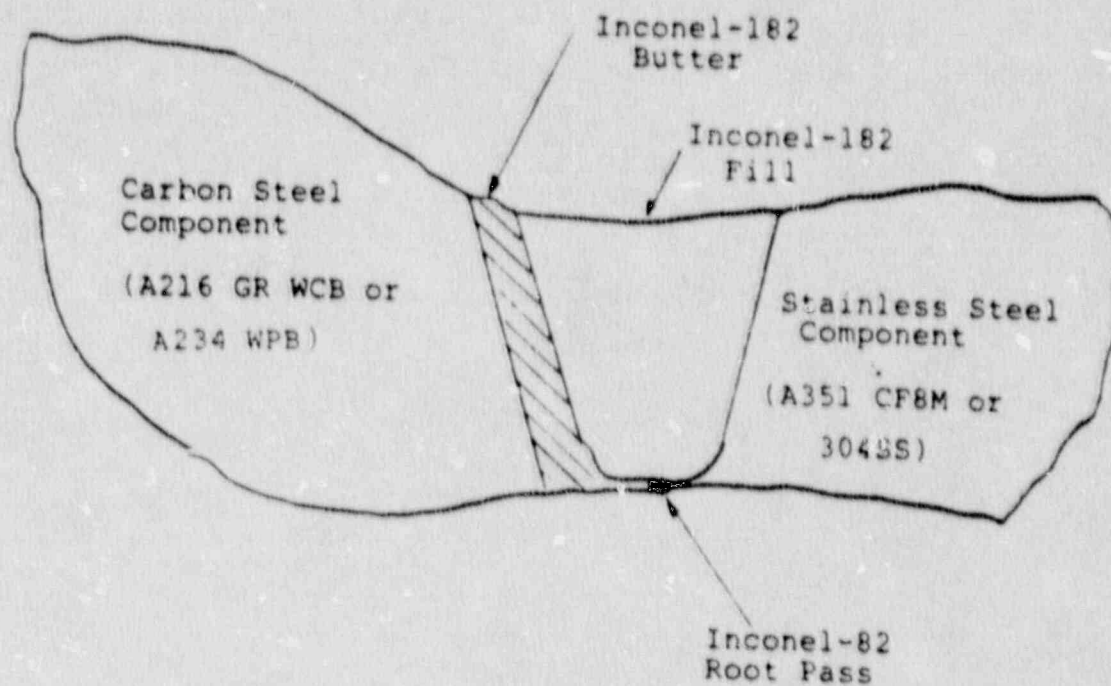 Inconel-182
Butter
Inconel-182
Fill
Carbon Steel
Component
(A216 GR WCB or
A234 WPB)
Stainless Steel
Component
(A351 CF8M or
304SS)
Inconel-82
Root Pass